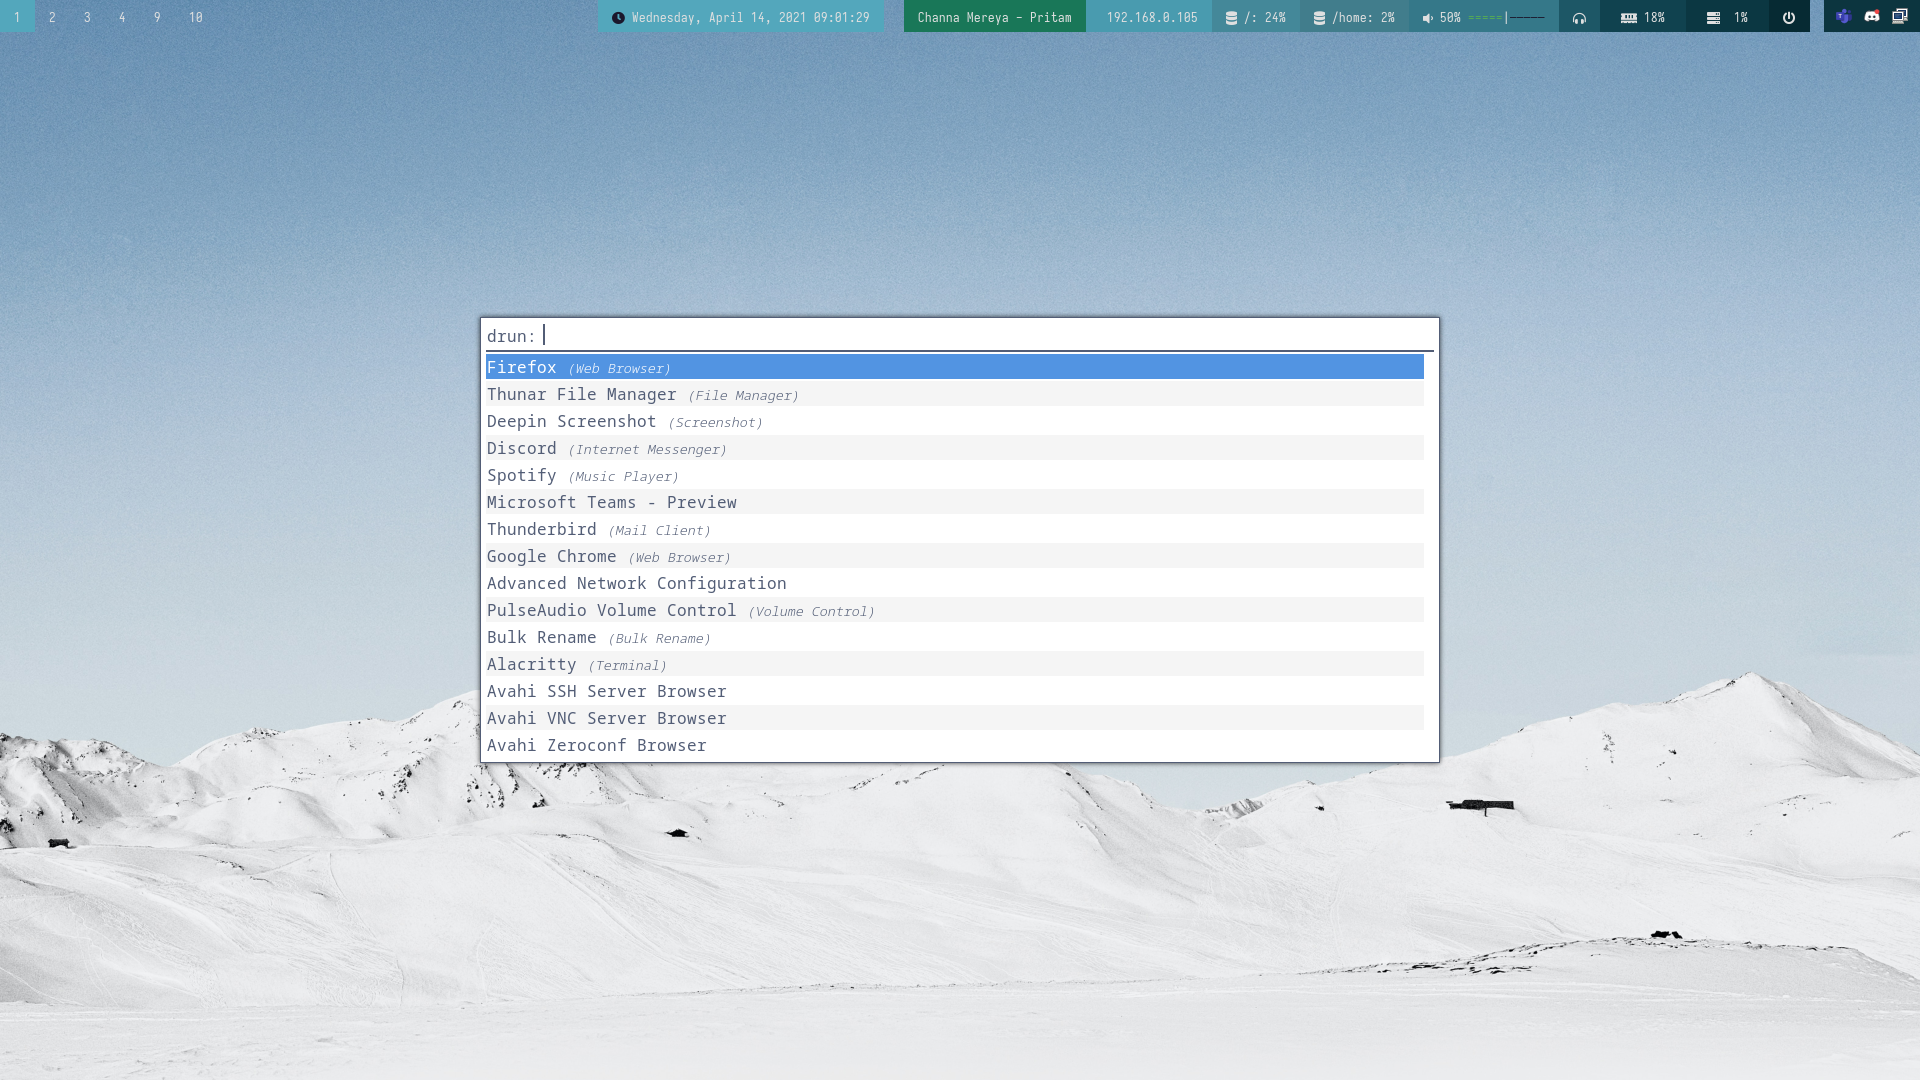 1 2 3 4 9 10 Wednesday, April 14, 2021 09:01:29 Channa Mereya - Pritam 192.168.0.105 /: 24% /home: 2% 50% =====|───── 18% 1%
drun:
Firefox (Web Browser)
Thunar File Manager (File Manager)
Deepin Screenshot (Screenshot)
Discord (Internet Messenger)
Spotify (Music Player)
Microsoft Teams - Preview
Thunderbird (Mail Client)
Google Chrome (Web Browser)
Advanced Network Configuration
PulseAudio Volume Control (Volume Control)
Bulk Rename (Bulk Rename)
Alacritty (Terminal)
Avahi SSH Server Browser
Avahi VNC Server Browser
Avahi Zeroconf Browser